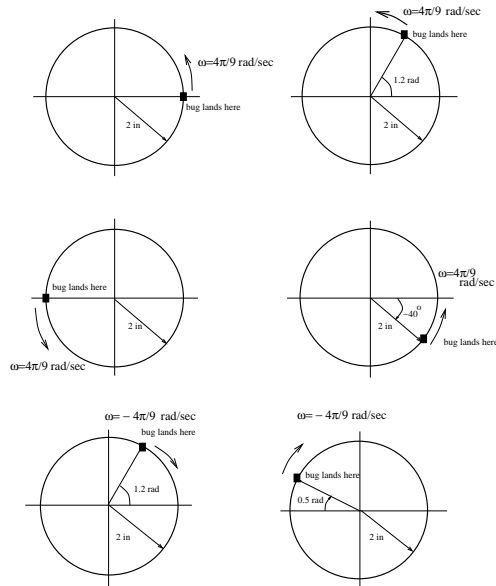 ω=4π/9 rad/sec
bug lands here
2 in
ω=4π/9 rad/sec
bug lands here
1.2 rad
2 in
bug lands here
2 in
ω=4π/9 rad/sec
ω=4π/9
rad/sec
−40°
2 in
bug lands here
ω= − 4π/9 rad/sec
bug lands here
1.2 rad
2 in
ω= − 4π/9 rad/sec
bug lands here
0.5 rad
2 in